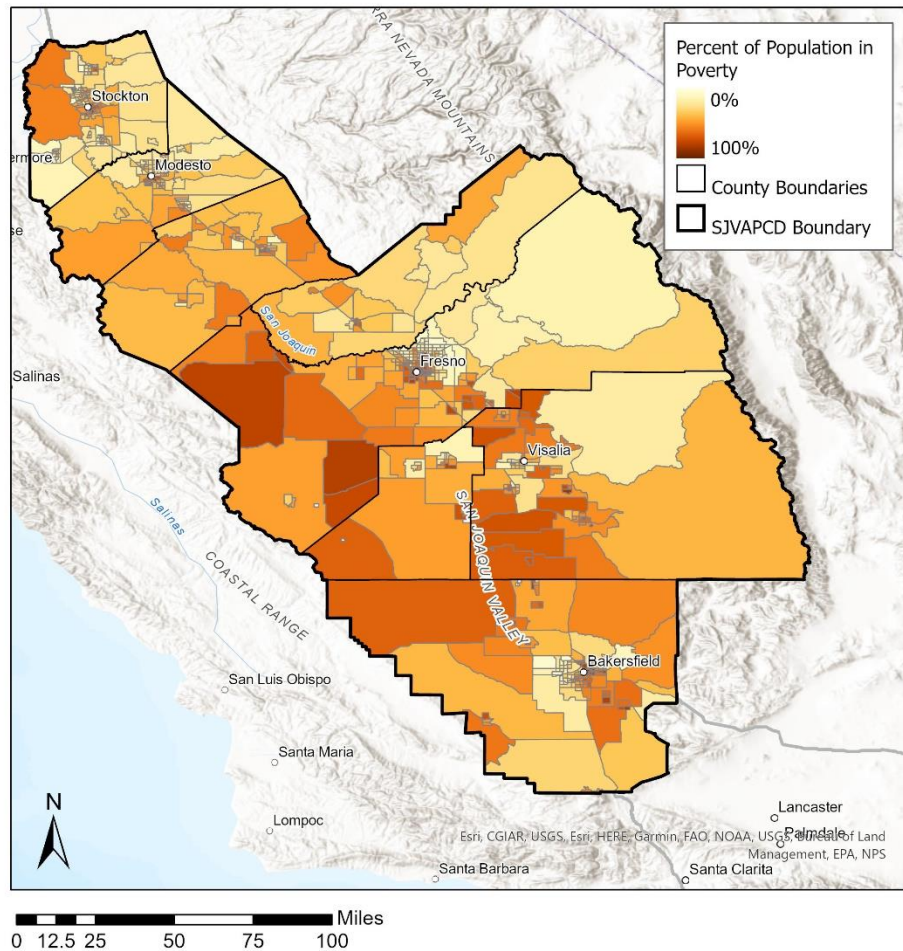 Percent of Population in
Poverty
0%
100%
County Boundaries
SJVAPCD Boundary
NEVADA MOUNTAINS
Stockton
Modesto
San Joaquin
Fresno
Salinas
Visalia
Salinas
COASTAL RANGE
SAN JOAQUIN VALLEY
Bakersfield
San Luis Obispo
Santa Maria
Lompoc
Santa Barbara
Lancaster
Palmdale
Santa Clarita
Esri, CGIAR, USGS, Esri, HERE, Garmin, FAO, NOAA, USGS, Bureau of Land
Management, EPA, NPS
N
Miles
0 12.5 25 50 75 100